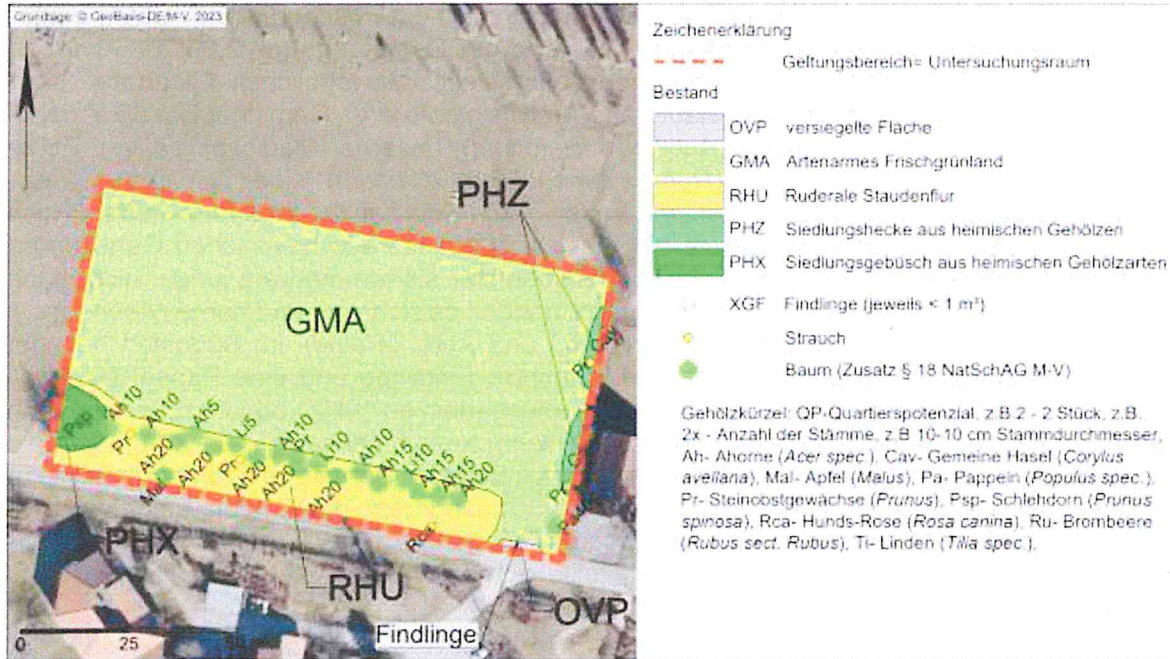 Grundlage: © GeoBasis-DE/M-V, 2023
PHZ
GMA
Cav
Pr
Psp
Ah10
Ah10
Ah5
Li5
Ah10
Pr
Li10
Ah10
Ah15
Li10
Ah15
Ah15
Ah20
Pr
Ah20
Mal
Ah20
Pr
Ah20
Ah20
Ah20
Rca
Pr
PHX
RHU
OVP
Findlinge
0 25
Zeichenerklärung
Geltungsbereich= Untersuchungsraum
Bestand
OVP versiegelte Fläche
GMA Artenarmes Frischgrünland
RHU Ruderale Staudenflur
PHZ Siedlungshecke aus heimischen Gehölzen
PHX Siedlungsgebüsch aus heimischen Gehölzarten
XGF Findlinge (jeweils < 1 m³)
Strauch
Baum (Zusatz § 18 NatSchAG M-V)
Gehölzkürzel: QP-Quartierspotenzial, z.B.2 - 2 Stück, z.B.
2x - Anzahl der Stämme, z.B 10-10 cm Stammdurchmesser,
Ah- Ahorne (Acer spec.), Cav- Gemeine Hasel (Corylus
avellana), Mal- Apfel (Malus), Pa- Pappeln (Populus spec.),
Pr- Steinobstgewächse (Prunus), Psp- Schlehdorn (Prunus
spinosa), Rca- Hunds-Rose (Rosa canina), Ru- Brombeere
(Rubus sect. Rubus), Ti- Linden (Tilia spec.),